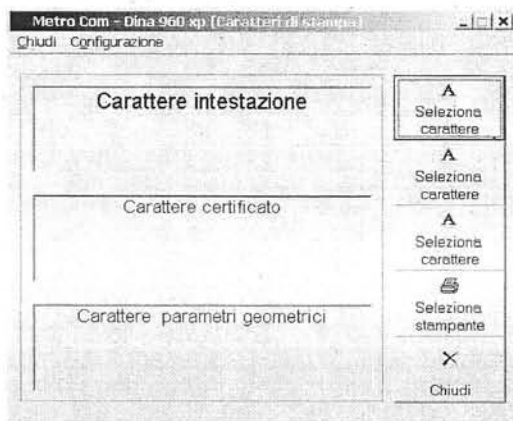 Metro Com - Dina 960 xp [Caratteri di stampa]
Chiudi Configurazione
Carattere intestazione
Carattere certificato
Carattere parametri geometrici
A
Seleziona
carattere
A
Seleziona
carattere
A
Seleziona
carattere
Seleziona
stampante
Chiudi